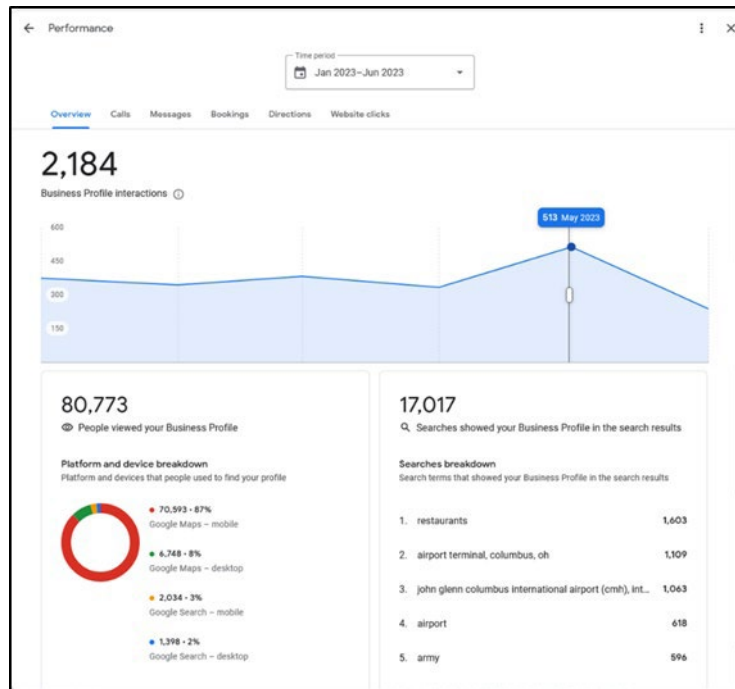 Performance
Time period
Jan 2023–Jun 2023
Overview Calls Messages Bookings Directions Website clicks
2,184
Business Profile interactions
513 May 2023
600
450
300
150
80,773
People viewed your Business Profile
Platform and device breakdown
Platform and devices that people used to find your profile
70,593 · 87%
Google Maps – mobile
6,748 · 8%
Google Maps – desktop
2,034 · 3%
Google Search – mobile
1,398 · 2%
Google Search – desktop
17,017
Searches showed your Business Profile in the search results
Searches breakdown
Search terms that showed your Business Profile in the search results
1. restaurants 1,603
2. airport terminal, columbus, oh 1,109
3. john glenn columbus international airport (cmh), int... 1,063
4. airport 618
5. army 596